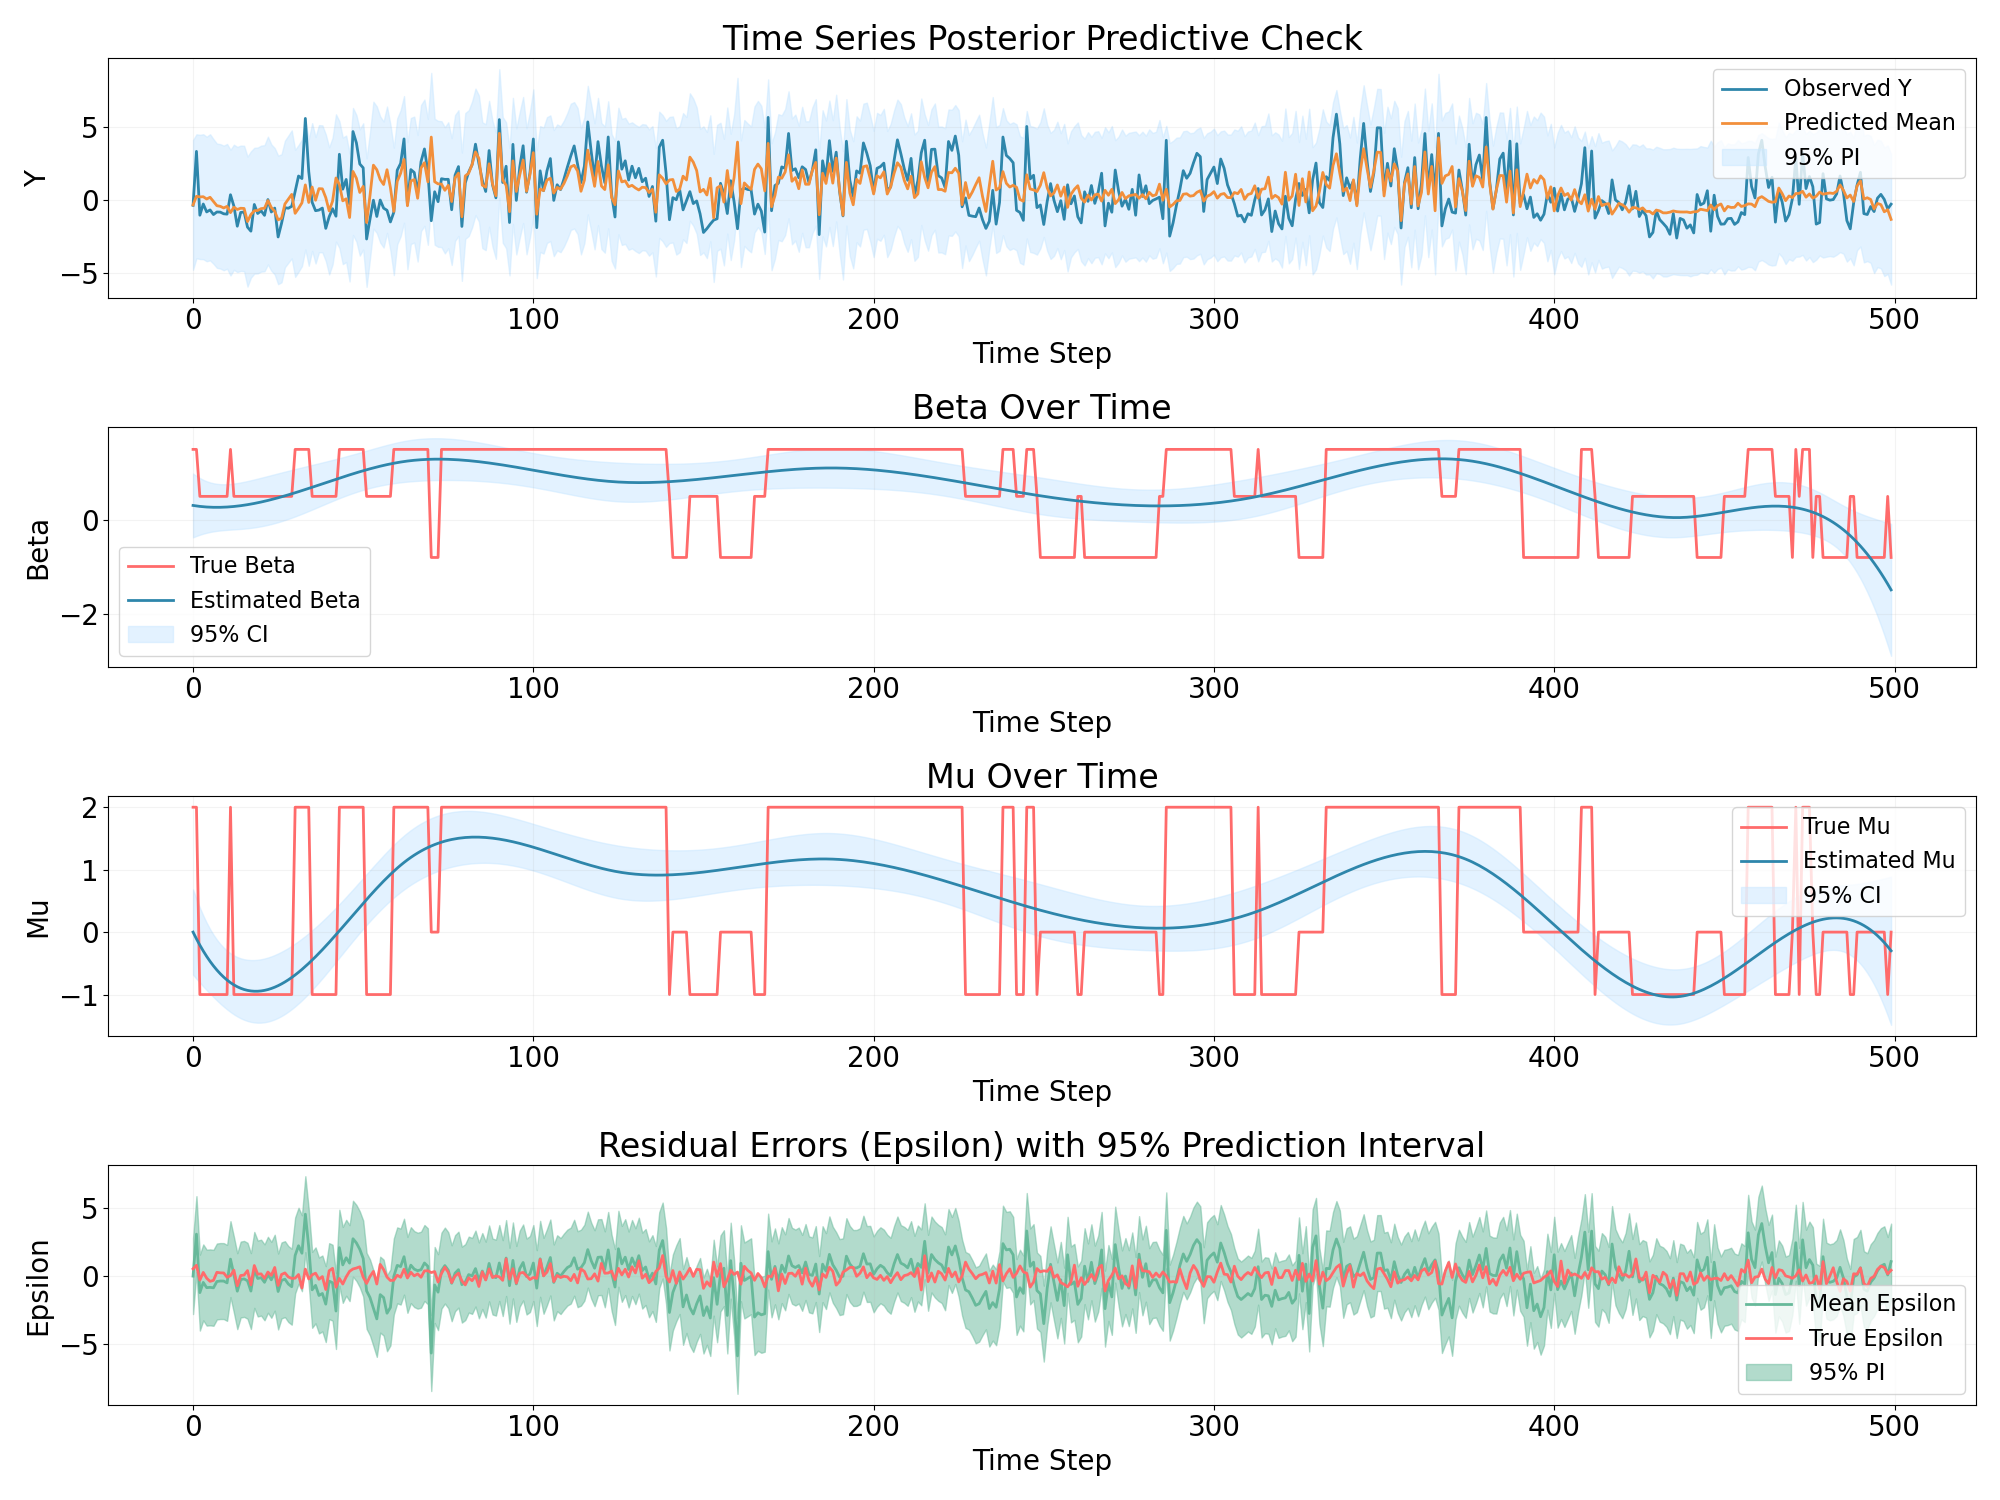 Time Series Posterior Predictive Check
Y
5
0
−5
Observed Y
Predicted Mean
95% PI
0 100 200 300 400 500
Time Step
Beta Over Time
Beta
0
−2
True Beta
Estimated Beta
95% CI
0 100 200 300 400 500
Time Step
Mu Over Time
Mu
2
1
0
−1
True Mu
Estimated Mu
95% CI
0 100 200 300 400 500
Time Step
Residual Errors (Epsilon) with 95% Prediction Interval
Epsilon
5
0
−5
Mean Epsilon
True Epsilon
95% PI
0 100 200 300 400 500
Time Step